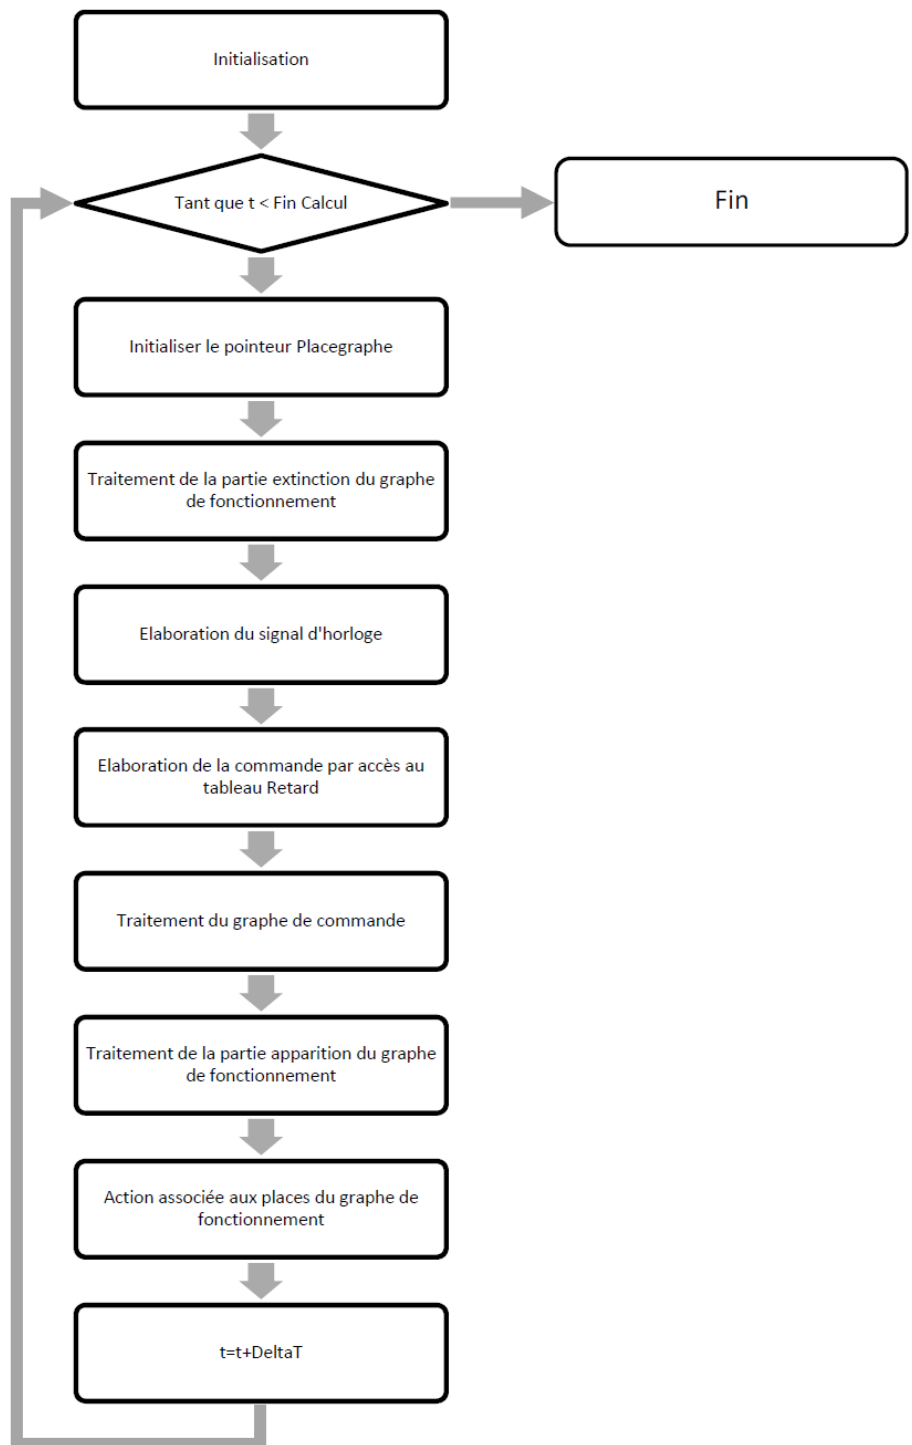 Initialisation
Tant que t < Fin Calcul
Fin
Initialiser le pointeur Placegraphe
Traitement de la partie extinction du graphe
de fonctionnement
Elaboration du signal d'horloge
Elaboration de la commande par accès au
tableau Retard
Traitement du graphe de commande
Traitement de la partie apparition du graphe
de fonctionnement
Action associée aux places du graphe de
fonctionnement
t=t+DeltaT